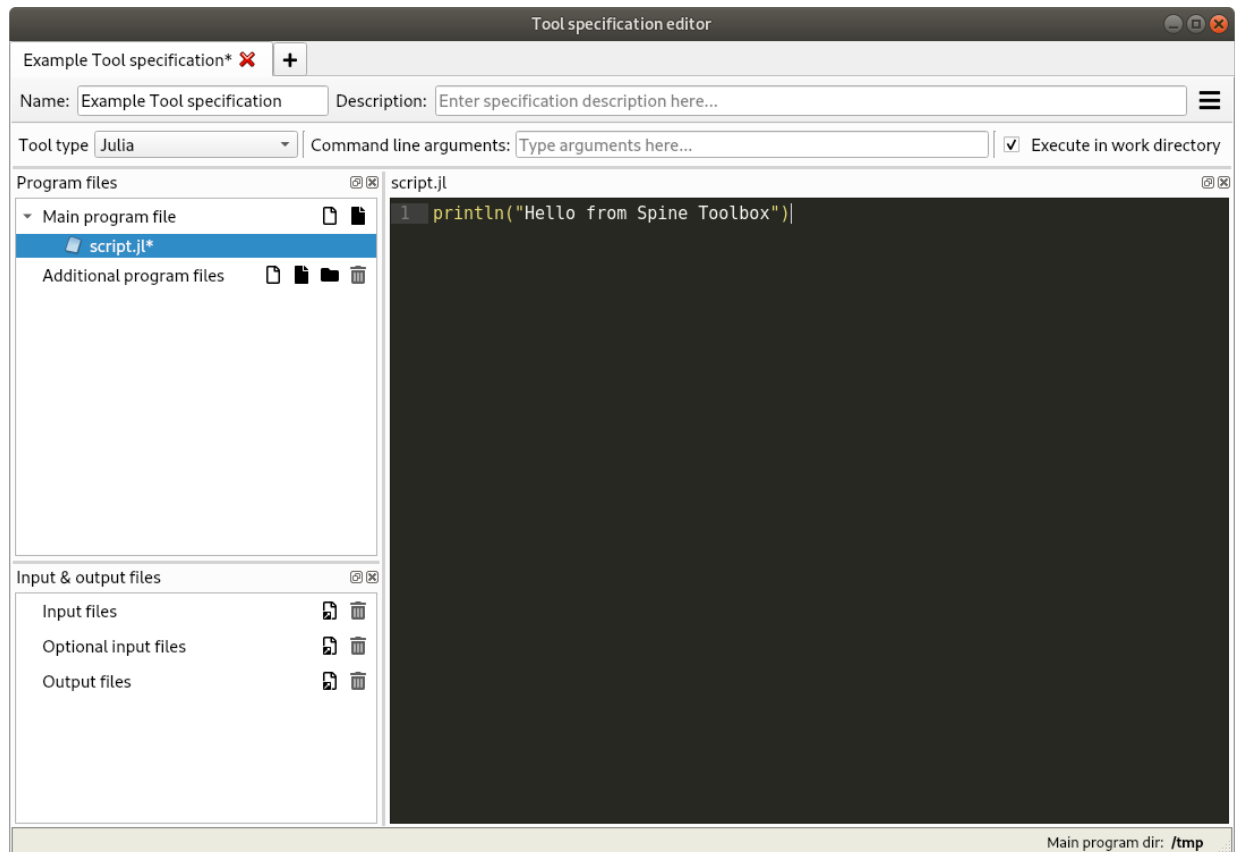 Tool specification editor
Example Tool specification*
Name: Example Tool specification Description: Enter specification description here...
Tool type Julia Command line arguments: Type arguments here... Execute in work directory
Program files
Main program file
script.jl*
Additional program files
Input & output files
Input files
Optional input files
Output files
script.jl
1 println("Hello from Spine Toolbox")
Main program dir: /tmp